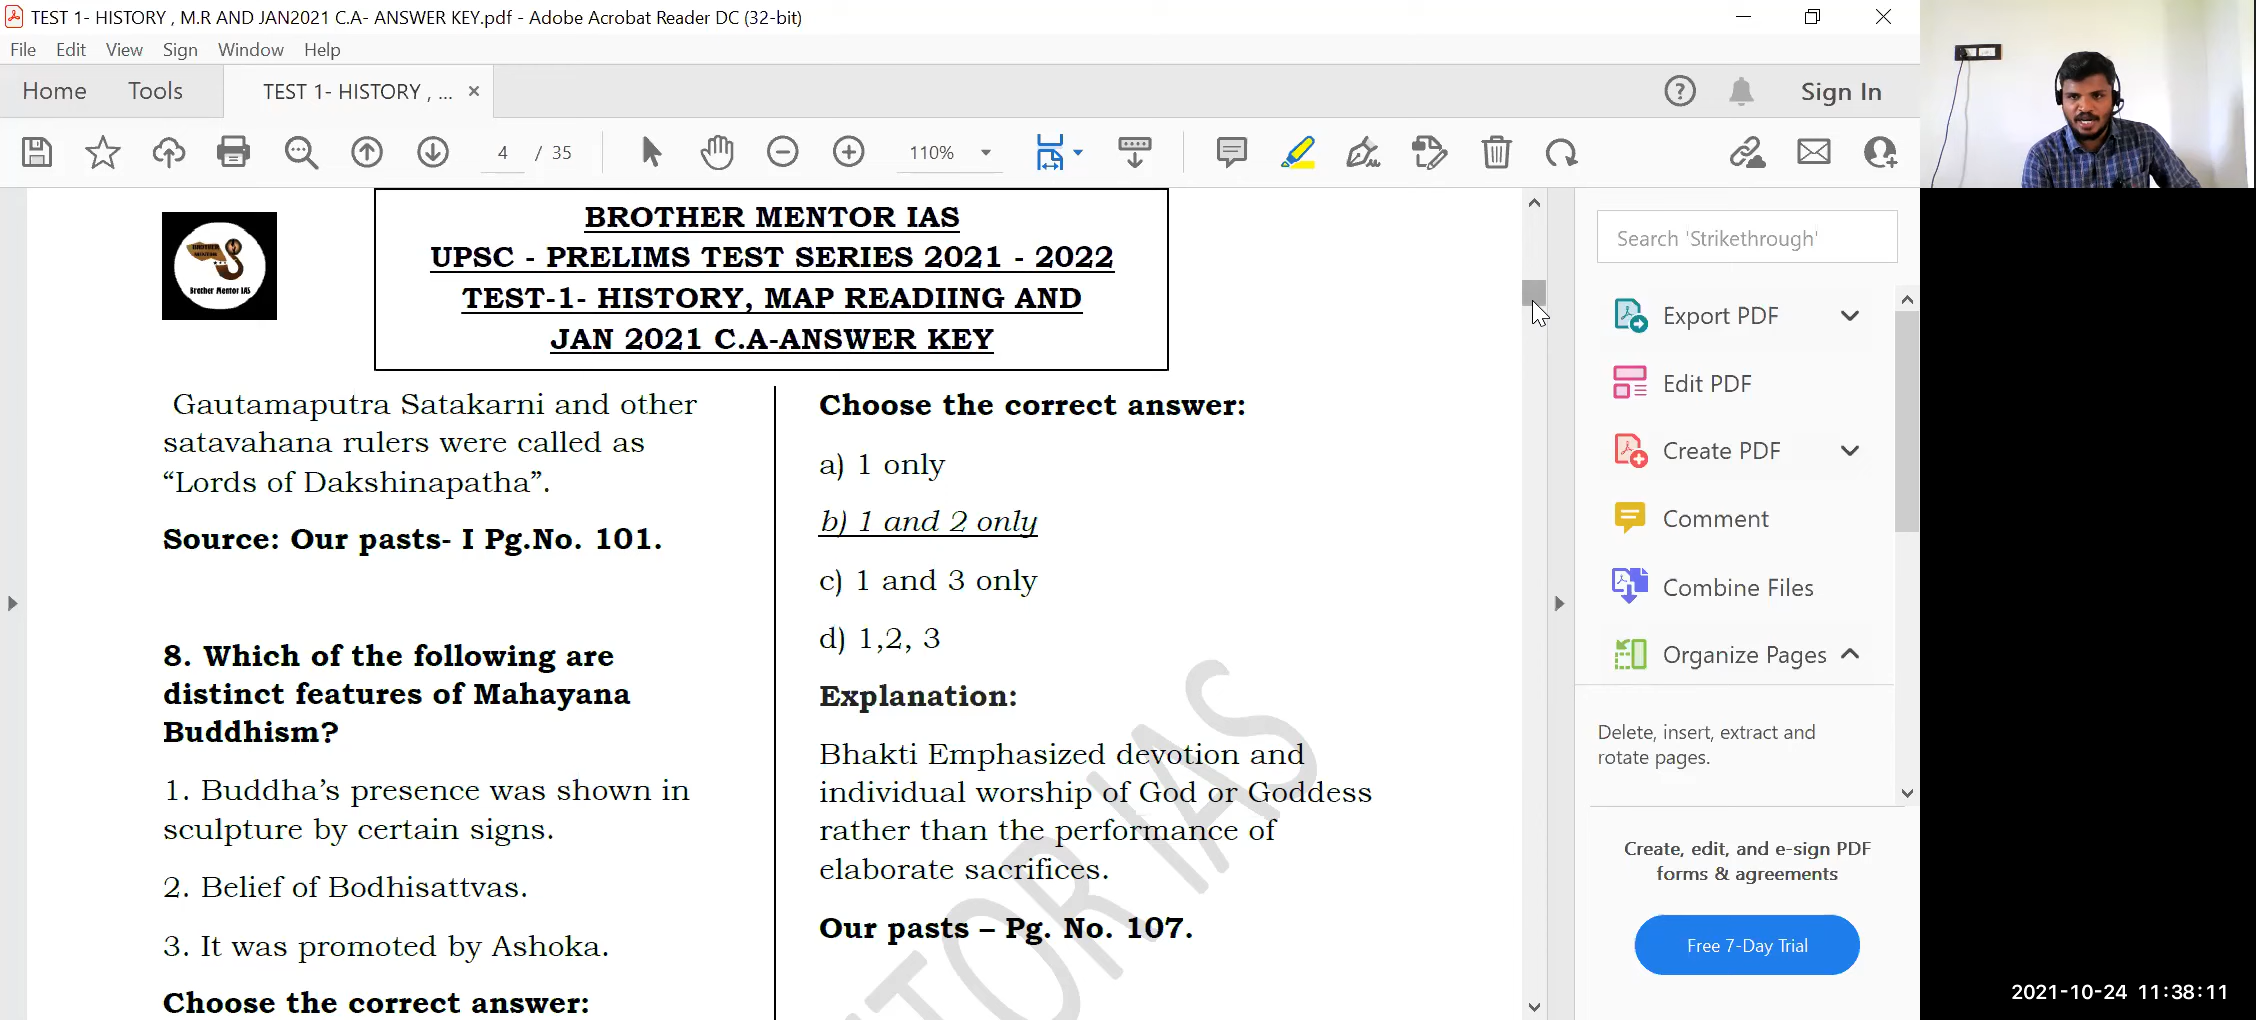 TEST 1- HISTORY , M.R AND JAN2021 C.A- ANSWER KEY.pdf - Adobe Acrobat Reader DC (32-bit)
File Edit View Sign Window Help
Home Tools TEST 1- HISTORY , ... × Sign In
4 / 35 110%
BROTHER MENTOR IAS
UPSC - PRELIMS TEST SERIES 2021 - 2022
TEST-1- HISTORY, MAP READIING AND
JAN 2021 C.A-ANSWER KEY
BROTHER
MENTOR
Brother Mentor IAS
Gautamaputra Satakarni and other
satavahana rulers were called as
“Lords of Dakshinapatha”.
Source: Our pasts- I Pg.No. 101.
8. Which of the following are
distinct features of Mahayana
Buddhism?
1. Buddha’s presence was shown in
sculpture by certain signs.
2. Belief of Bodhisattvas.
3. It was promoted by Ashoka.
Choose the correct answer:
Choose the correct answer:
a) 1 only
b) 1 and 2 only
c) 1 and 3 only
d) 1,2, 3
Explanation:
Bhakti Emphasized devotion and
individual worship of God or Goddess
rather than the performance of
elaborate sacrifices.
Our pasts – Pg. No. 107.
TOR IAS
Search 'Strikethrough'
Export PDF
Edit PDF
Create PDF
Comment
Combine Files
Organize Pages
Delete, insert, extract and
rotate pages.
Create, edit, and e-sign PDF
forms & agreements
Free 7-Day Trial
2021-10-24 11:38:11